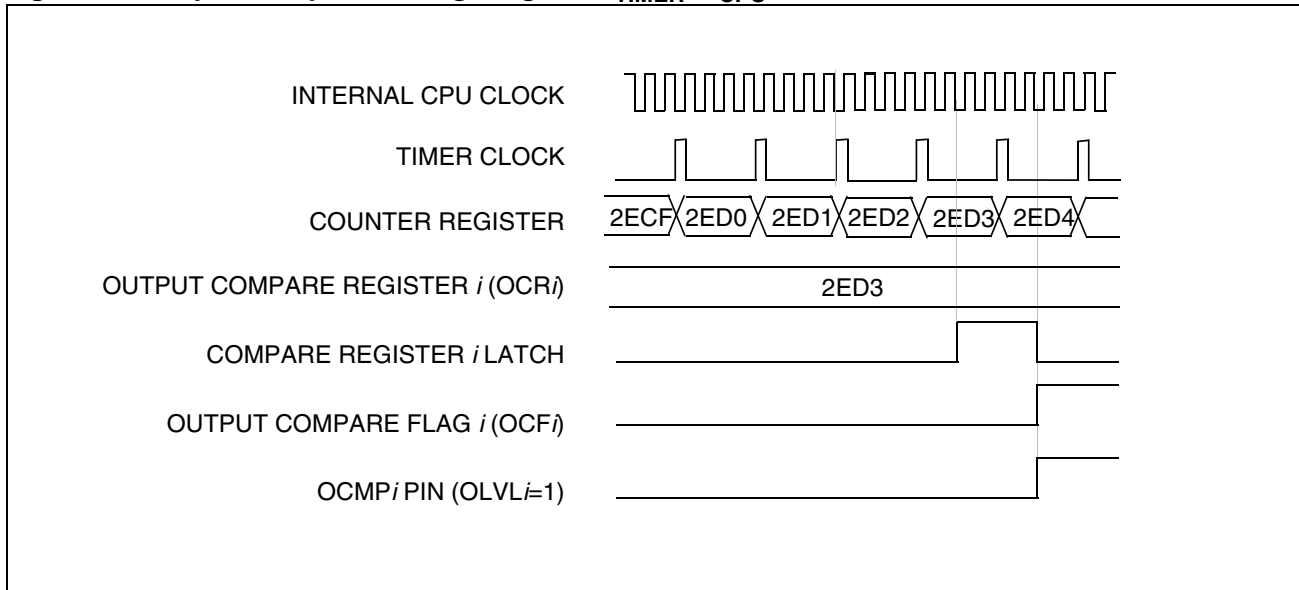 INTERNAL CPU CLOCK
TIMER CLOCK
COUNTER REGISTER
2ECF 2ED0 2ED1 2ED2 2ED3 2ED4
OUTPUT COMPARE REGISTER i (OCRi)
2ED3
COMPARE REGISTER i LATCH
OUTPUT COMPARE FLAG i (OCFi)
OCMPi PIN (OLVLi=1)